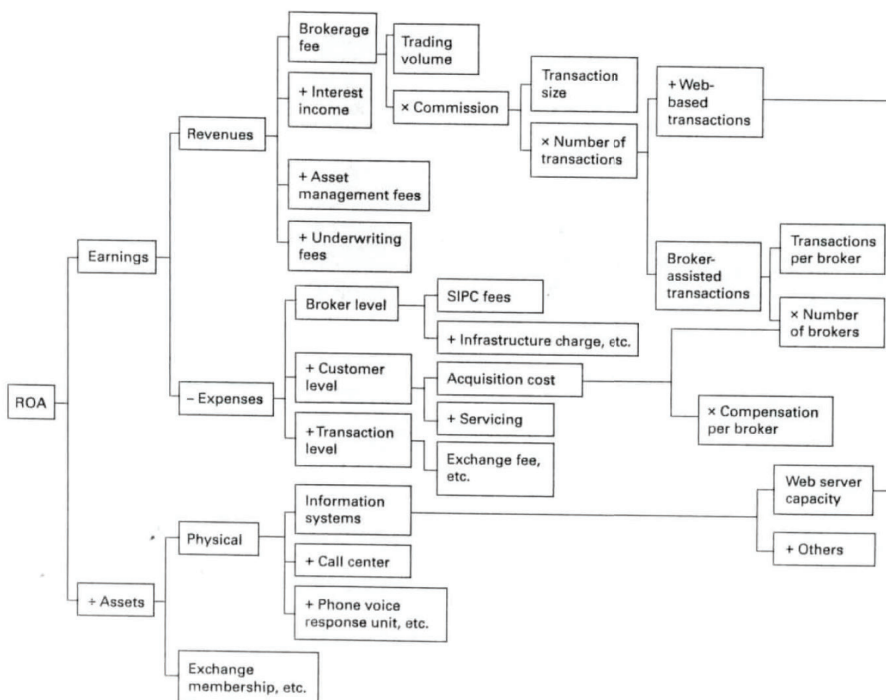 Brokerage
fee
Trading
volume
+ Interest
income
× Commission
Transaction
size
× Number of
transactions
+ Web-
based
transactions
Revenues
+ Asset
management fees
+ Underwriting
fees
Earnings
Broker-
assisted
transactions
Transactions
per broker
× Number
of brokers
Broker level
SIPC fees
+ Infrastructure charge, etc.
ROA
– Expenses
+ Customer
level
Acquisition cost
+ Servicing
× Compensation
per broker
+ Transaction
level
Exchange fee,
etc.
Physical
Information
systems
Web server
capacity
+ Others
+ Call center
+ Assets
+ Phone voice
response unit, etc.
Exchange
membership, etc.